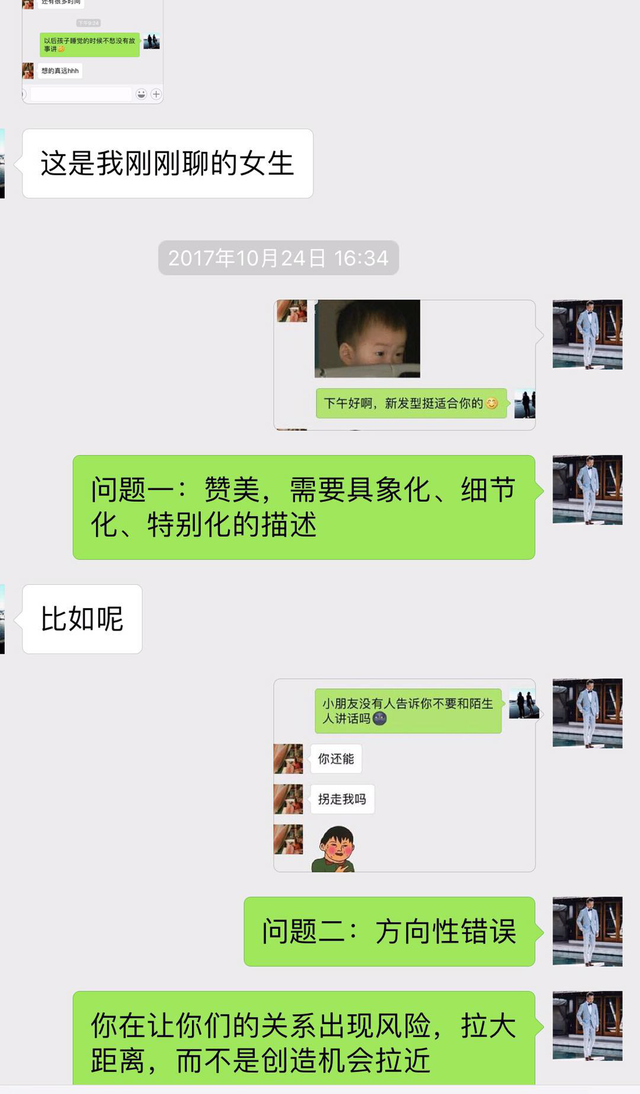 还有很多时间
以后孩子睡觉的时候不愁没有故
事讲
想的真远hhh
这是我刚刚聊的女生
2017年10月24日 16:34
下午好啊，新发型挺适合你的
问题一：赞美，需要具象化、细节
化、特别化的描述
比如呢
小朋友没有人告诉你不要和陌生
人讲话吗
你还能
拐走我吗
问题二：方向性错误
你在让你们的关系出现风险，拉大
距离，而不是创造机会拉近